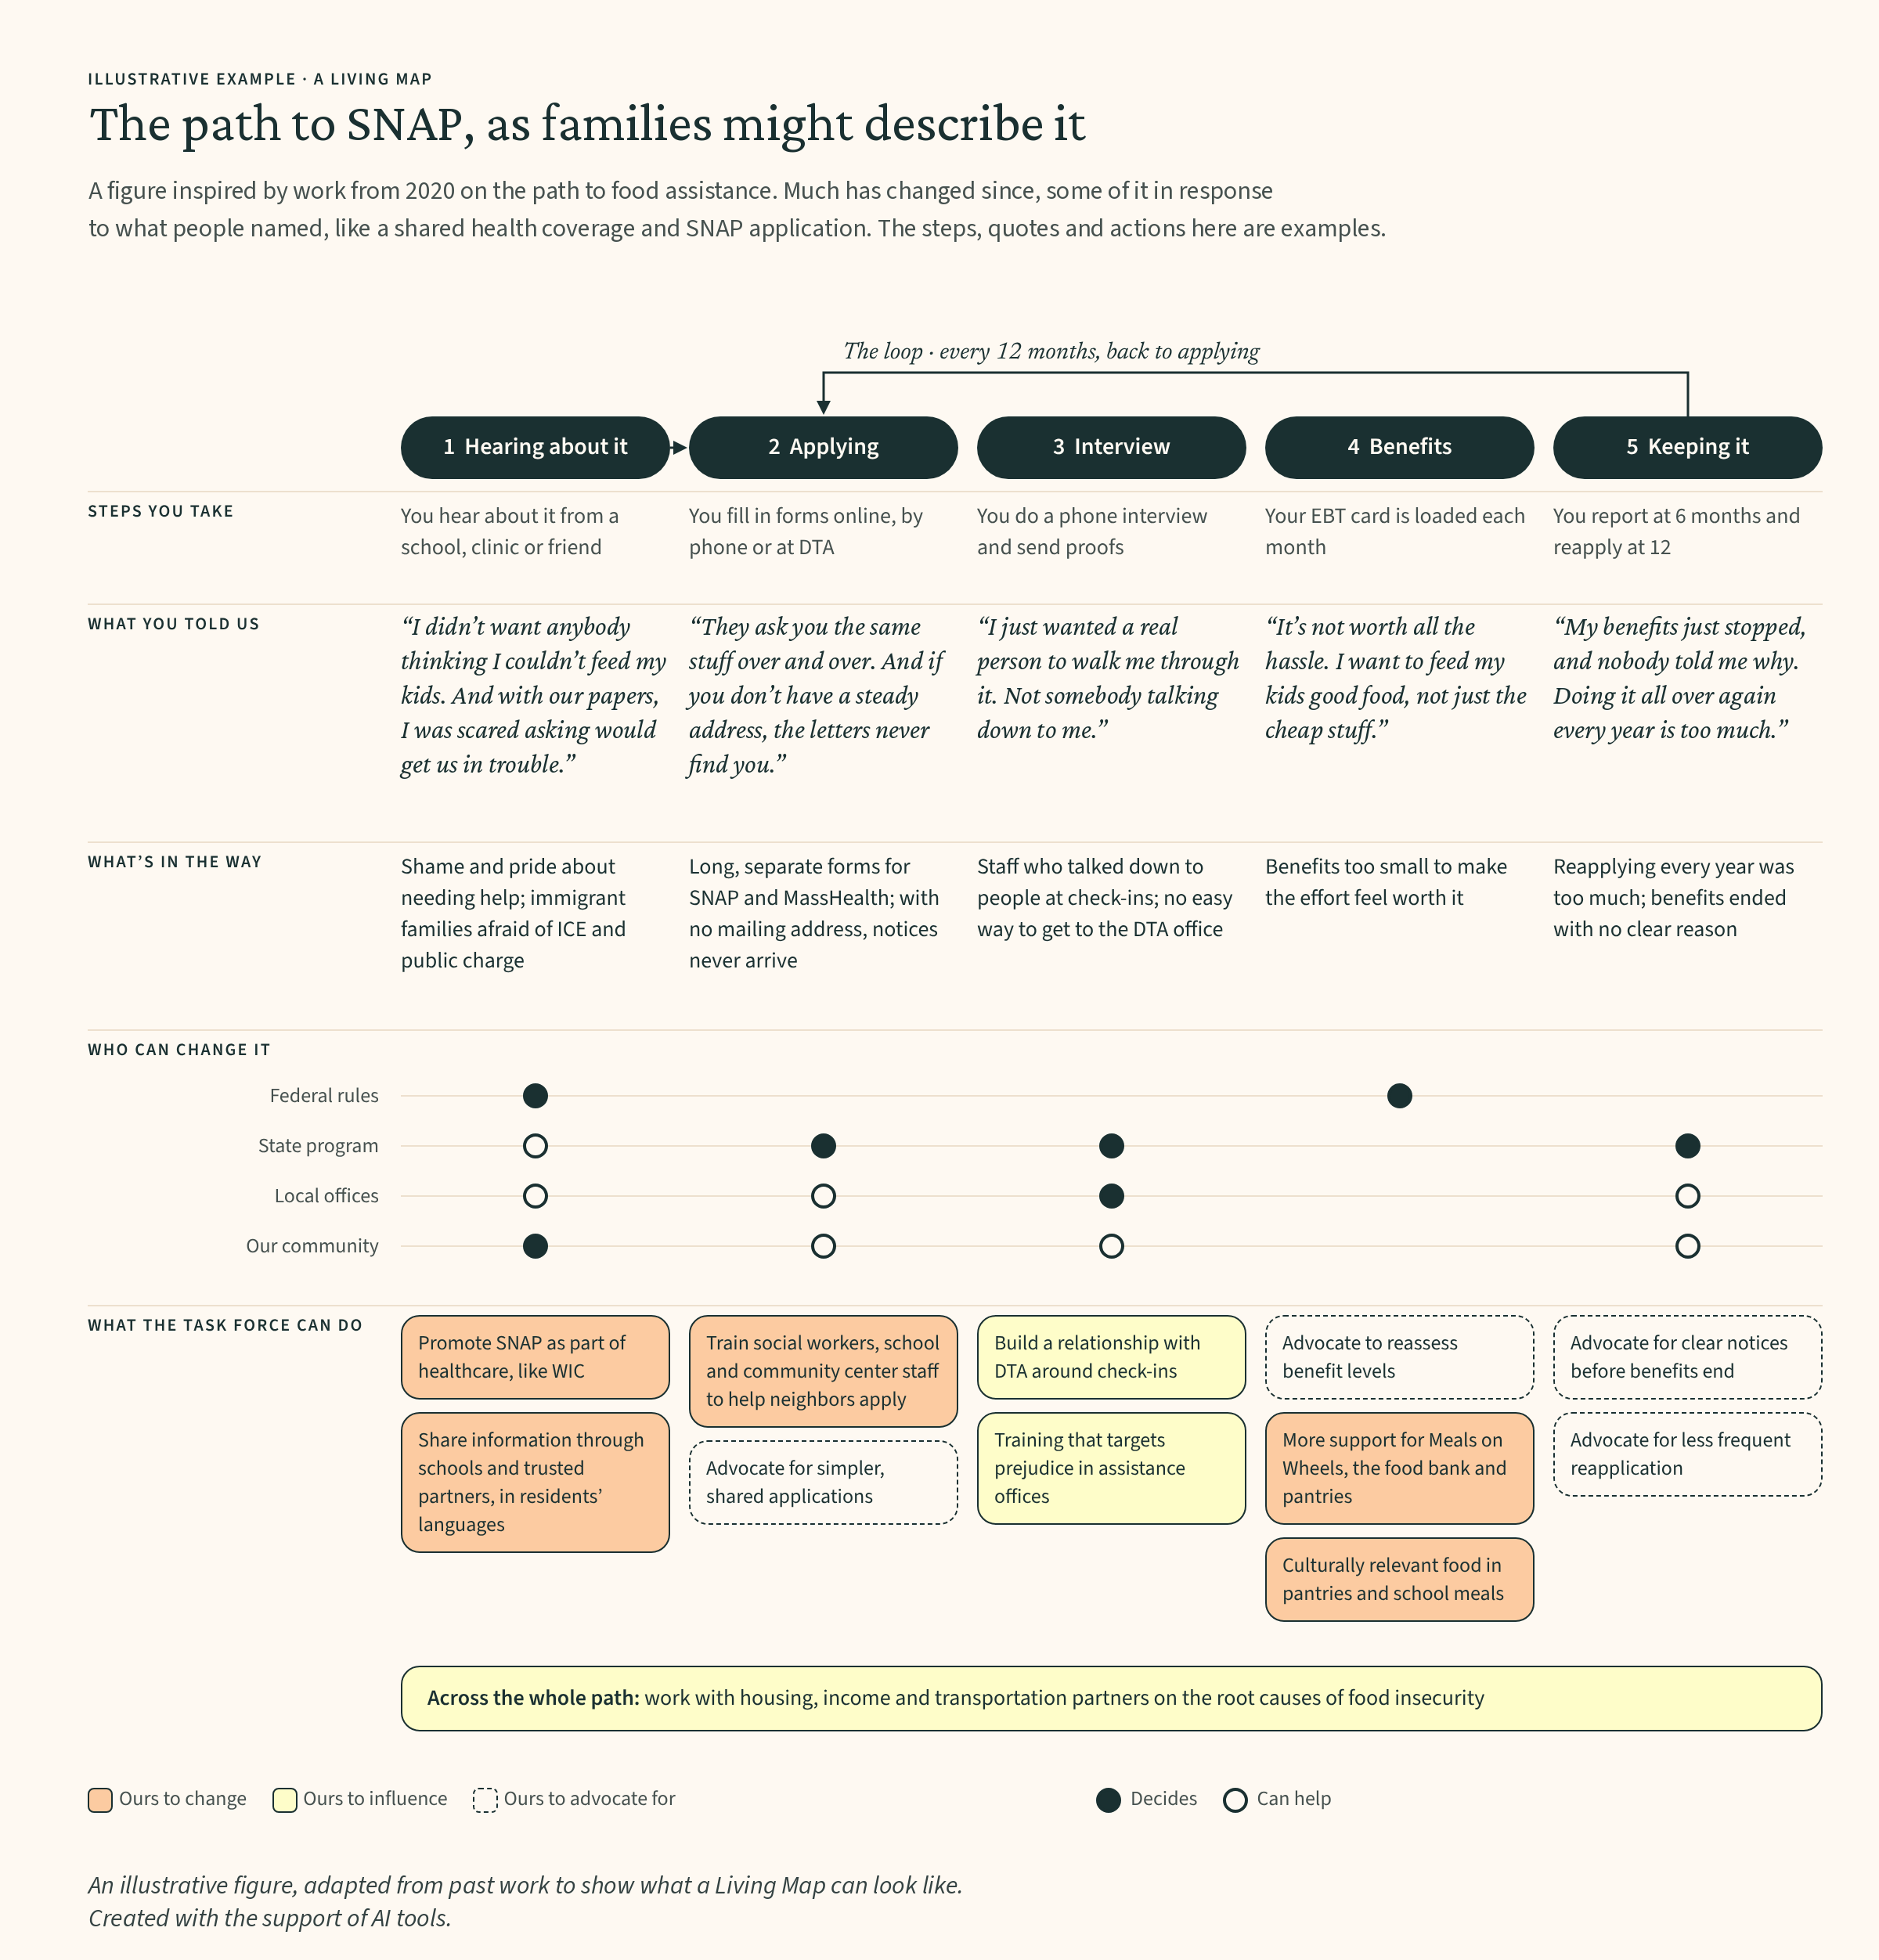 ILLUSTRATIVE EXAMPLE · A LIVING MAP
The path to SNAP, as families might describe it
A figure inspired by work from 2020 on the path to food assistance. Much has changed since, some of it in response
to what people named, like a shared health coverage and SNAP application. The steps, quotes and actions here are examples.
The loop · every 12 months, back to applying
1 Hearing about it
2 Applying
3 Interview
4 Benefits
5 Keeping it
STEPS YOU TAKE
You hear about it from a
school, clinic or friend
You fill in forms online, by
phone or at DTA
You do a phone interview
and send proofs
Your EBT card is loaded each
month
You report at 6 months and
reapply at 12
WHAT YOU TOLD US
“I didn’t want anybody
thinking I couldn’t feed my
kids. And with our papers,
I was scared asking would
get us in trouble.”
“They ask you the same
stuff over and over. And if
you don’t have a steady
address, the letters never
find you.”
“I just wanted a real
person to walk me through
it. Not somebody talking
down to me.”
“It’s not worth all the
hassle. I want to feed my
kids good food, not just the
cheap stuff.”
“My benefits just stopped,
and nobody told me why.
Doing it all over again
every year is too much.”
WHAT’S IN THE WAY
Shame and pride about
needing help; immigrant
families afraid of ICE and
public charge
Long, separate forms for
SNAP and MassHealth; with
no mailing address, notices
never arrive
Staff who talked down to
people at check-ins; no easy
way to get to the DTA office
Benefits too small to make
the effort feel worth it
Reapplying every year was
too much; benefits ended
with no clear reason
WHO CAN CHANGE IT
Federal rules
State program
Local offices
Our community
WHAT THE TASK FORCE CAN DO
Promote SNAP as part of
healthcare, like WIC
Share information through
schools and trusted
partners, in residents’
languages
Train social workers, school
and community center staff
to help neighbors apply
Advocate for simpler,
shared applications
Build a relationship with
DTA around check-ins
Training that targets
prejudice in assistance
offices
Advocate to reassess
benefit levels
More support for Meals on
Wheels, the food bank and
pantries
Culturally relevant food in
pantries and school meals
Advocate for clear notices
before benefits end
Advocate for less frequent
reapplication
Across the whole path: work with housing, income and transportation partners on the root causes of food insecurity
Ours to change
Ours to influence
Ours to advocate for
Decides
Can help
An illustrative figure, adapted from past work to show what a Living Map can look like.
Created with the support of AI tools.